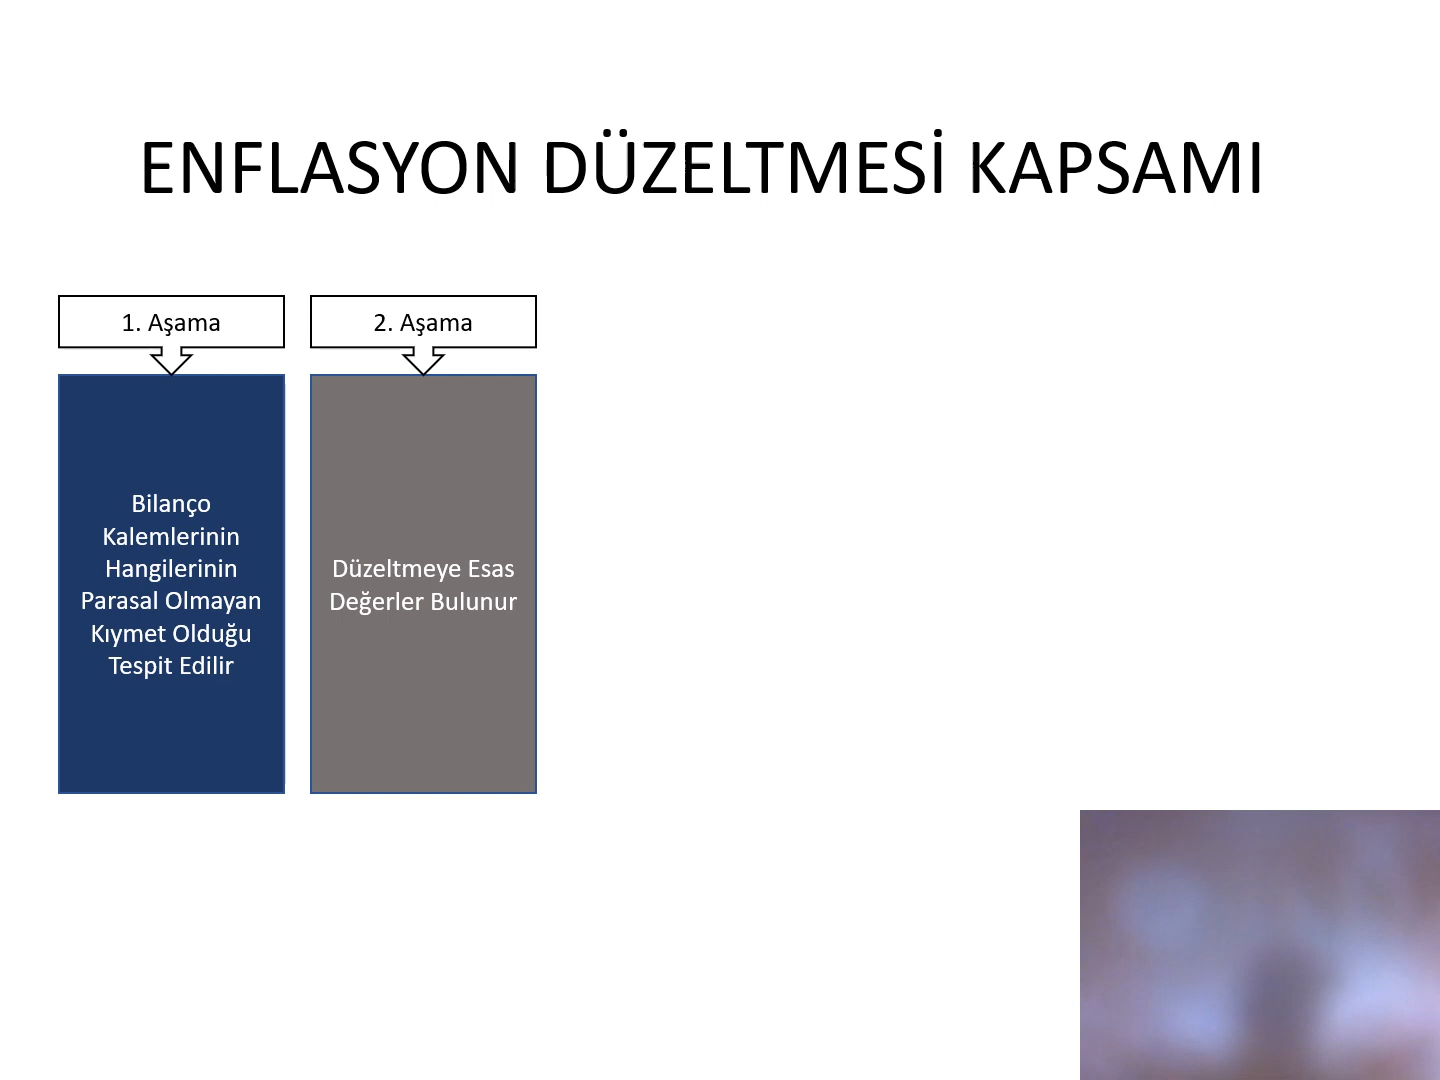 ENFLASYON DÜZELTMESİ KAPSAMI
1. Aşama
Bilanço
Kalemlerinin
Hangilerinin
Parasal Olmayan
Kıymet Olduğu
Tespit Edilir
2. Aşama
Düzeltmeye Esas
Değerler Bulunur